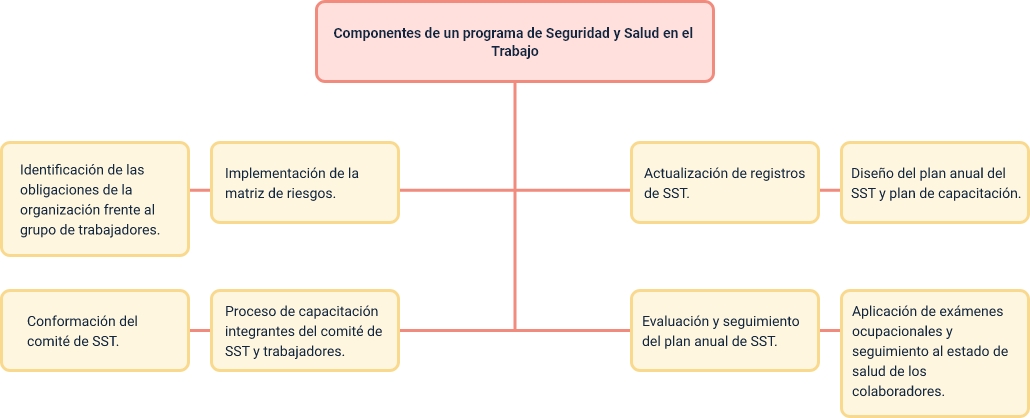 Componentes de un programa de Seguridad y Salud en el
Trabajo
Identificación de las
obligaciones de la
organización frente al
grupo de trabajadores.
Implementación de la
matriz de riesgos.
Actualización de registros
de SST.
Diseño del plan anual del
SST y plan de capacitación.
Conformación del
comité de SST.
Proceso de capacitación
integrantes del comité de
SST y trabajadores.
Evaluación y seguimiento
del plan anual de SST.
Aplicación de exámenes
ocupacionales y
seguimiento al estado de
salud de los
colaboradores.